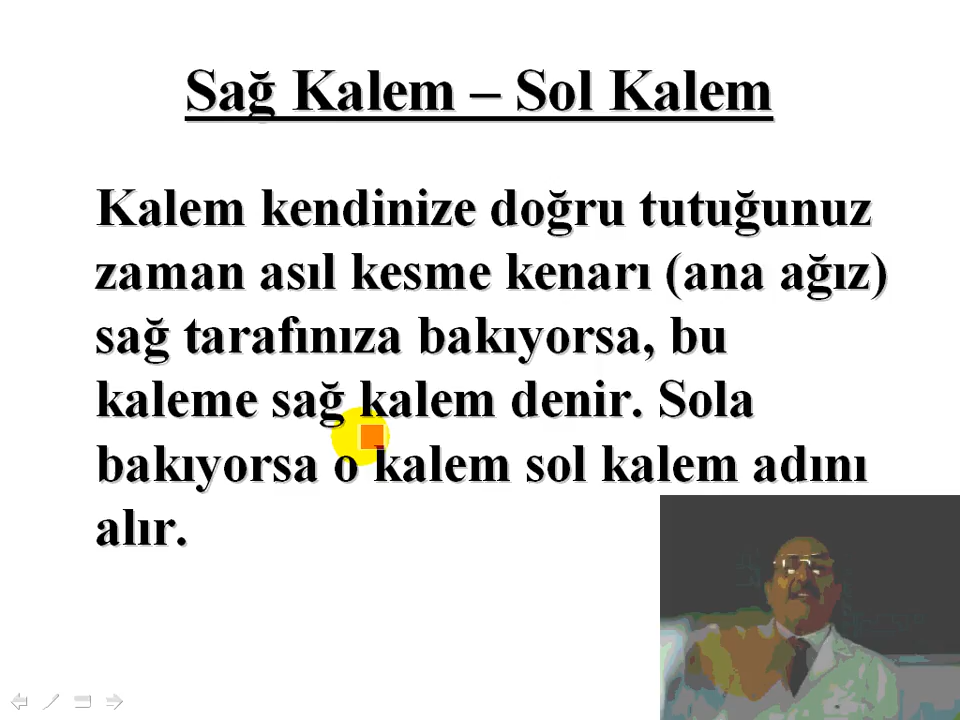 Sağ Kalem – Sol Kalem
Kalem kendinize doğru tutuğunuz
zaman asıl kesme kenarı (ana ağız)
sağ tarafınıza bakıyorsa, bu
kaleme sağ kalem denir. Sola
bakıyorsa o kalem sol kalem adını
alır.